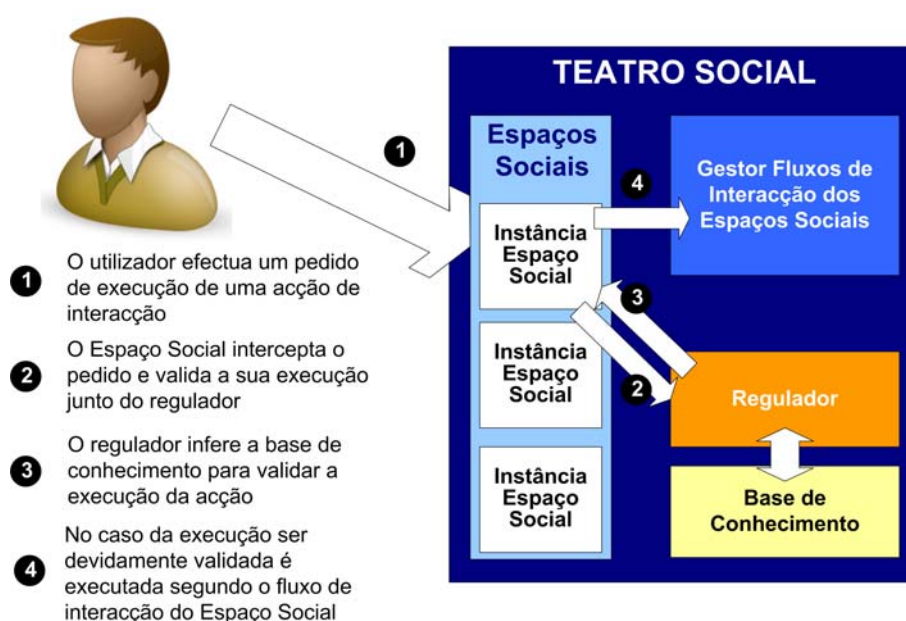 TEATRO SOCIAL
Espaços
Sociais
Instância
Espaço
Social
Instância
Espaço
Social
Instância
Espaço
Social
Gestor Fluxos de
Interacção dos
Espaços Sociais
Regulador
Base de
Conhecimento
1
4
3
2
1 O utilizador efectua um pedido
de execução de uma acção de
interacção
2 O Espaço Social intercepta o
pedido e valida a sua execução
junto do regulador
3 O regulador infere a base de
conhecimento para validar a
execução da acção
4 No caso da execução ser
devidamente validada é
executada segundo o fluxo de
interacção do Espaço Social